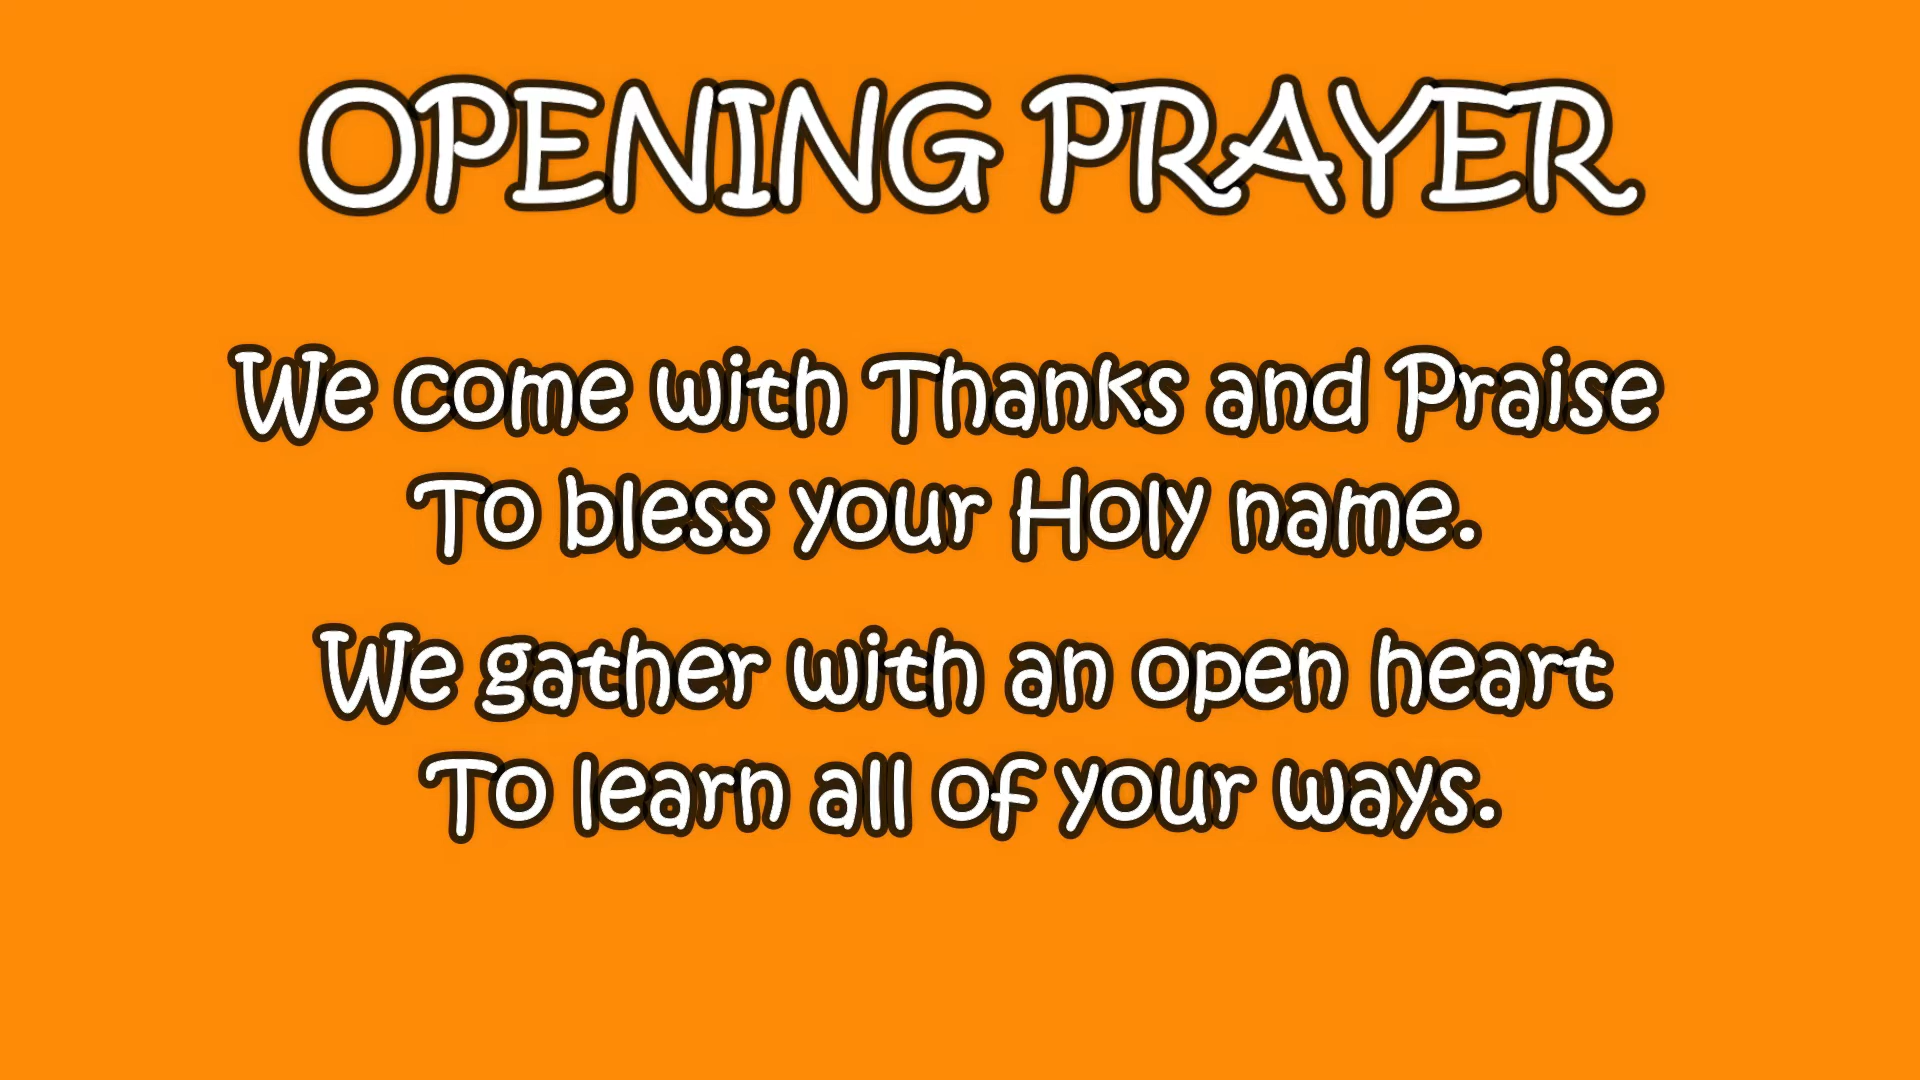 OPENING PRAYER
We come with Thanks and Praise
To bless your Holy name.
We gather with an open heart
To learn all of your ways.